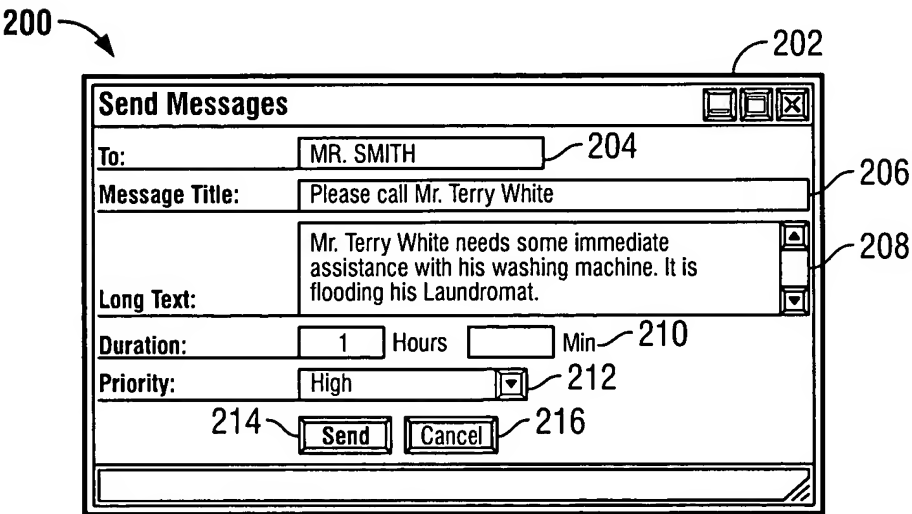 200
202
Send Messages
To: MR. SMITH 204
Message Title: Please call Mr. Terry White 206
Mr. Terry White needs some immediate
assistance with his washing machine. It is
flooding his Laundromat.
Long Text: 208
Duration: 1 Hours Min 210
Priority: High 212
214 Send Cancel 216